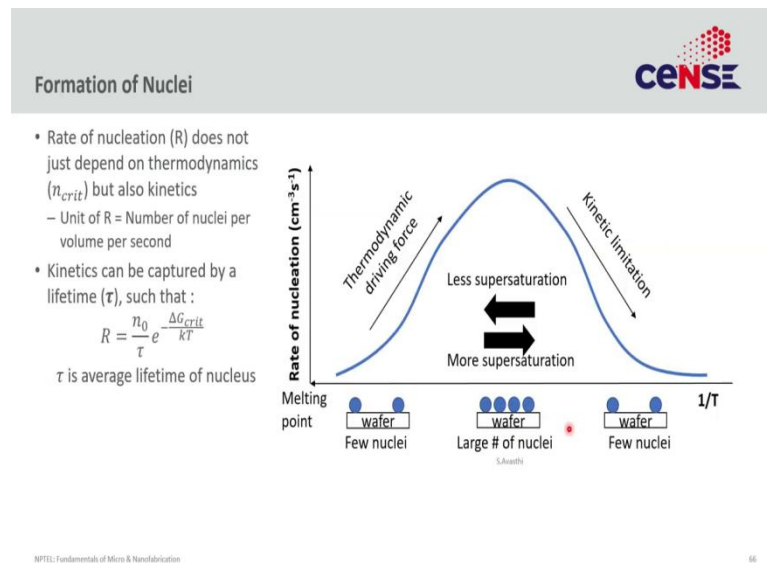 CENSE
Formation of Nuclei
• Rate of nucleation (R) does not
just depend on thermodynamics
(n_crit) but also kinetics
– Unit of R = Number of nuclei per
volume per second
• Kinetics can be captured by a
lifetime (τ), such that :
R = n₀/τ e^(-ΔG_crit/kT)
τ is average lifetime of nucleus
Rate of nucleation (cm⁻³s⁻¹)
Thermodynamic
driving force
Kinetic limitation
Less supersaturation
More supersaturation
Melting
point
1/T
wafer
Few nuclei
wafer
Large # of nuclei
wafer
Few nuclei
S.Avasthi
NPTEL: Fundamentals of Micro & Nanofabrication
66